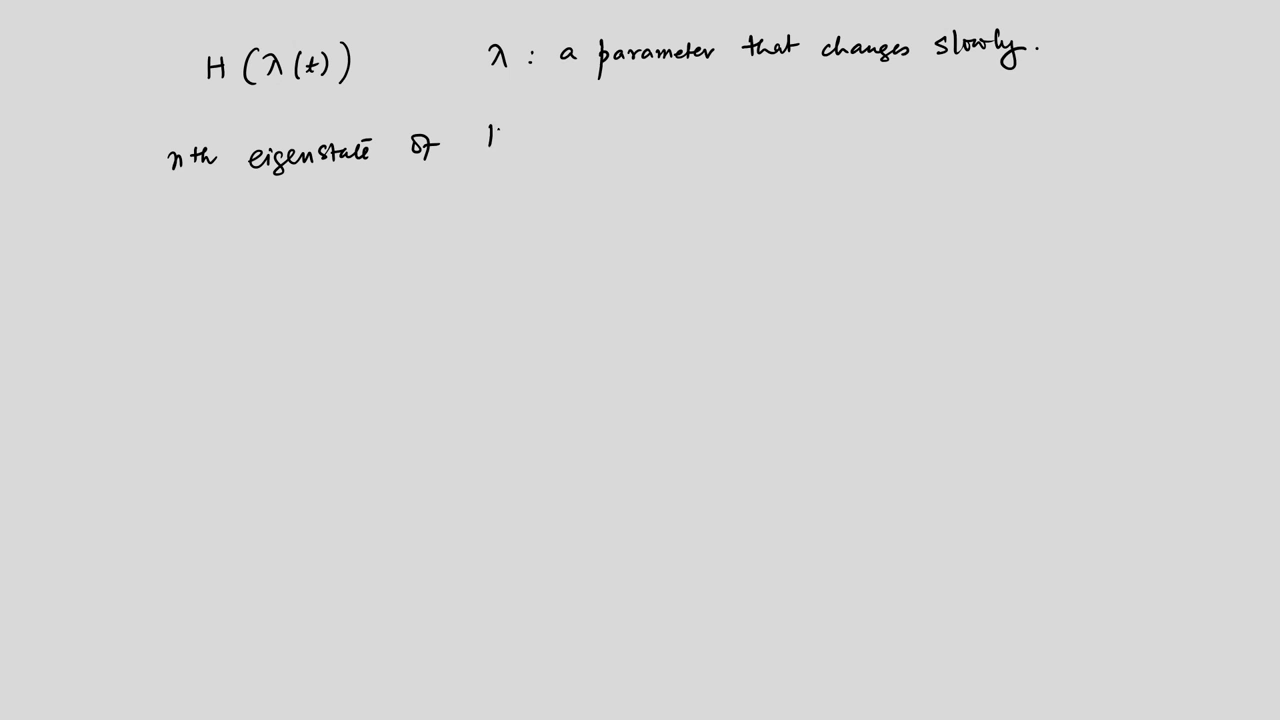 H (λ(t)) λ : a parameter that changes slowly.
nth eigenstate of